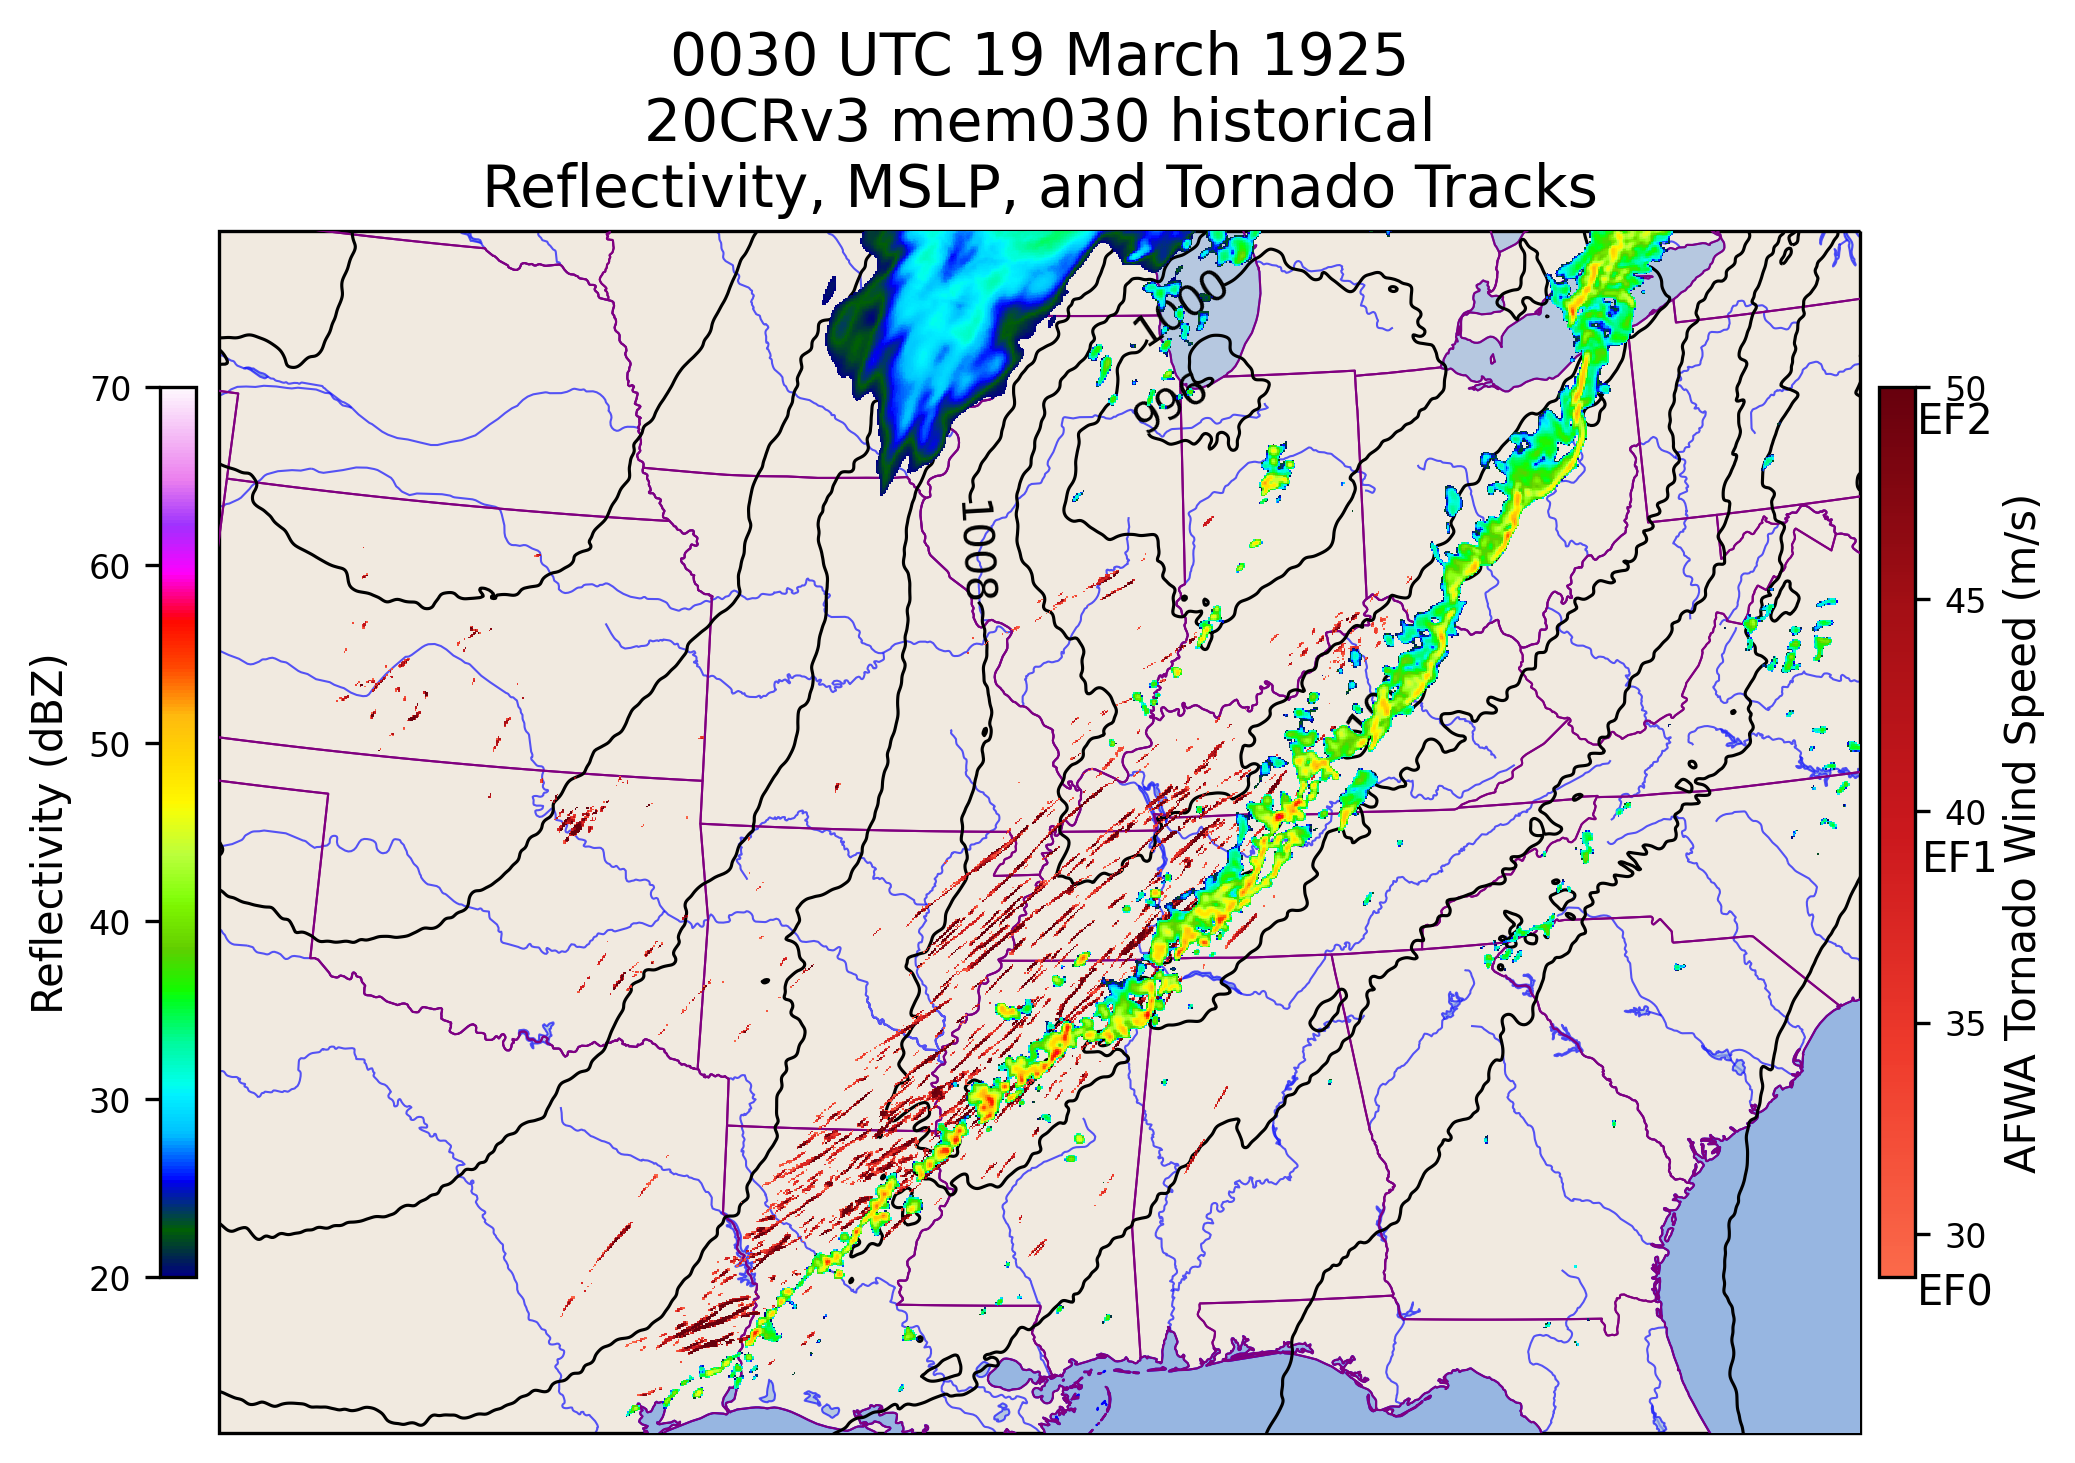 0030 UTC 19 March 1925
20CRv3 mem030 historical
Reflectivity, MSLP, and Tornado Tracks
Reflectivity (dBZ)
70
60
50
40
30
20
1000
996
1008
50
EF2
45
40
EF1
35
30
EF0
AFWA Tornado Wind Speed (m/s)